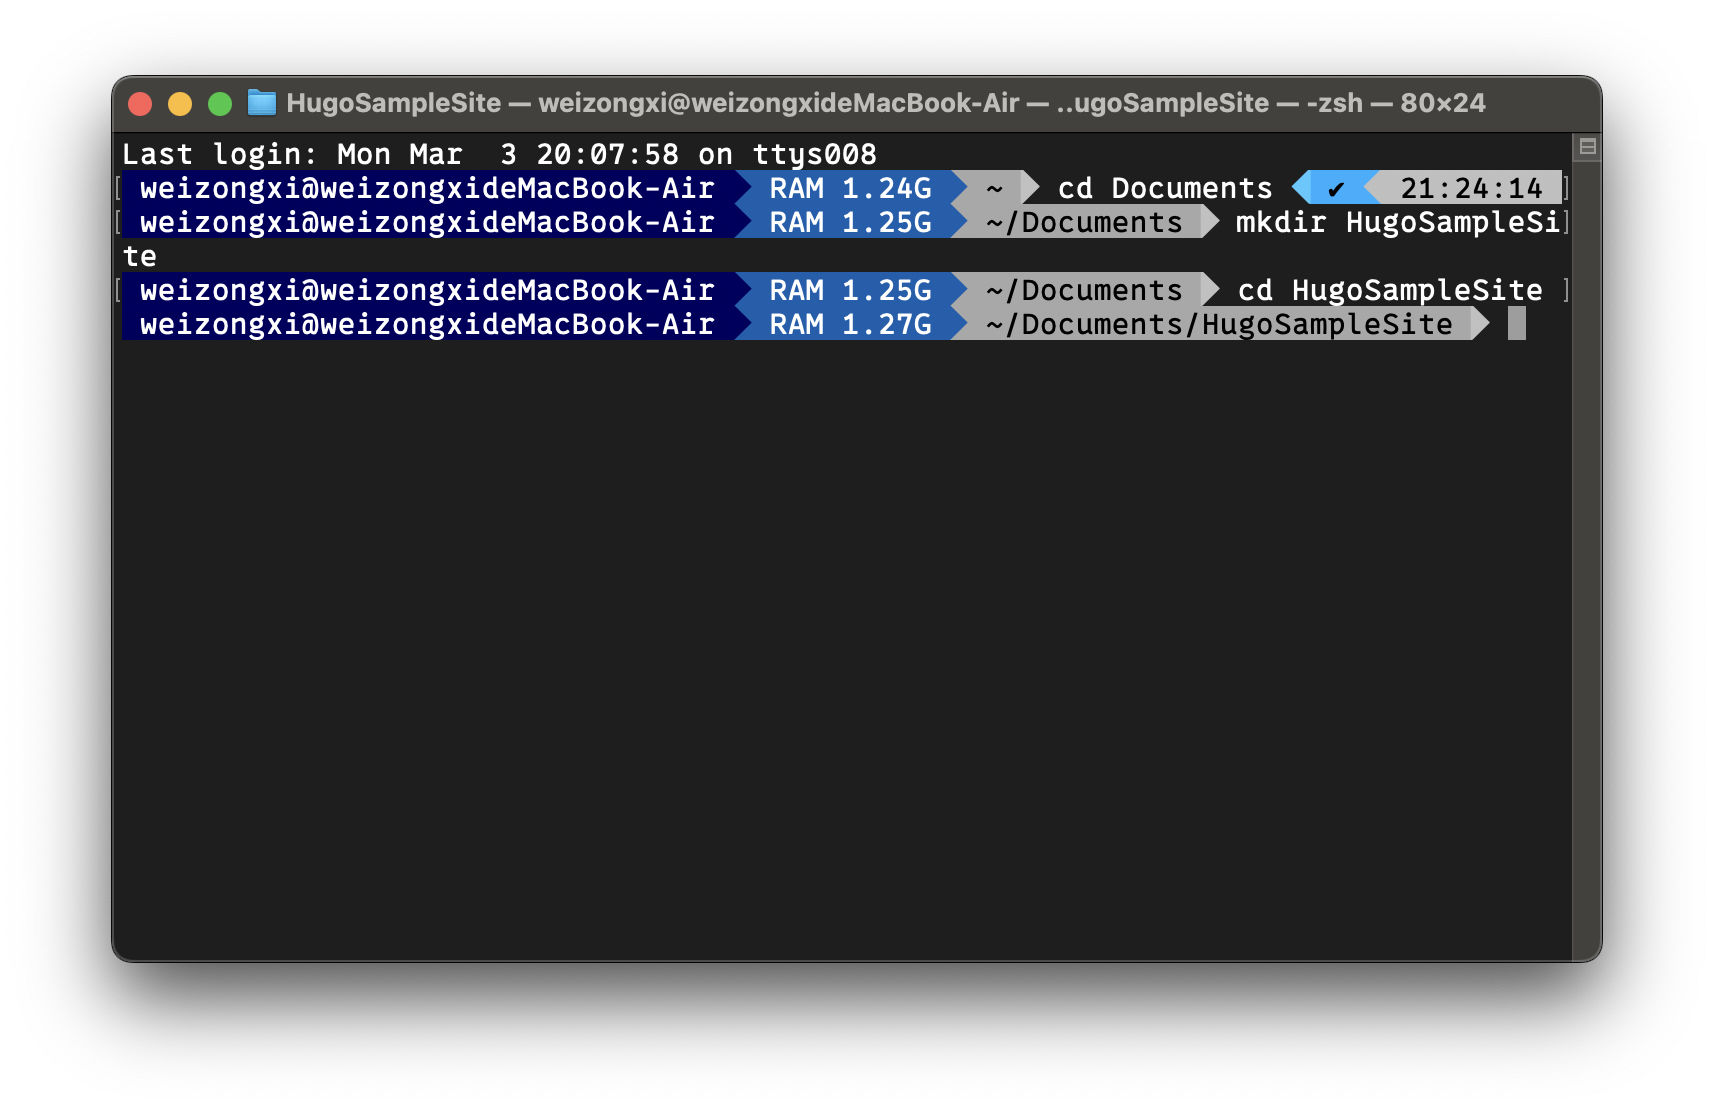 HugoSampleSite — weizongxi@weizongxideMacBook-Air — ..ugoSampleSite — -zsh — 80×24
Last login: Mon Mar  3 20:07:58 on ttys008
[ weizongxi@weizongxideMacBook-Air RAM 1.24G ~ cd Documents ✔ 21:24:14 ]
[ weizongxi@weizongxideMacBook-Air RAM 1.25G ~/Documents mkdir HugoSampleSi]
te
[ weizongxi@weizongxideMacBook-Air RAM 1.25G ~/Documents cd HugoSampleSite ]
weizongxi@weizongxideMacBook-Air RAM 1.27G ~/Documents/HugoSampleSite